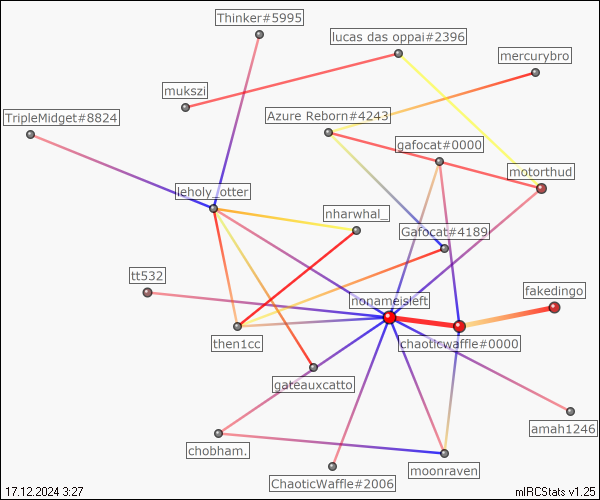 Thinker#5995
lucas das oppai#2396
mercurybro
mukszi
TripleMidget#8824
Azure Reborn#4243
gafocat#0000
motorthud
leholy_otter
nharwhal_
Gafocat#4189
tt532
nonameisleft
fakedingo
then1cc
chaoticwaffle#0000
gateauxcatto
amah1246
chobham.
moonraven
ChaoticWaffle#2006
17.12.2024 3:27
mIRCStats v1.25